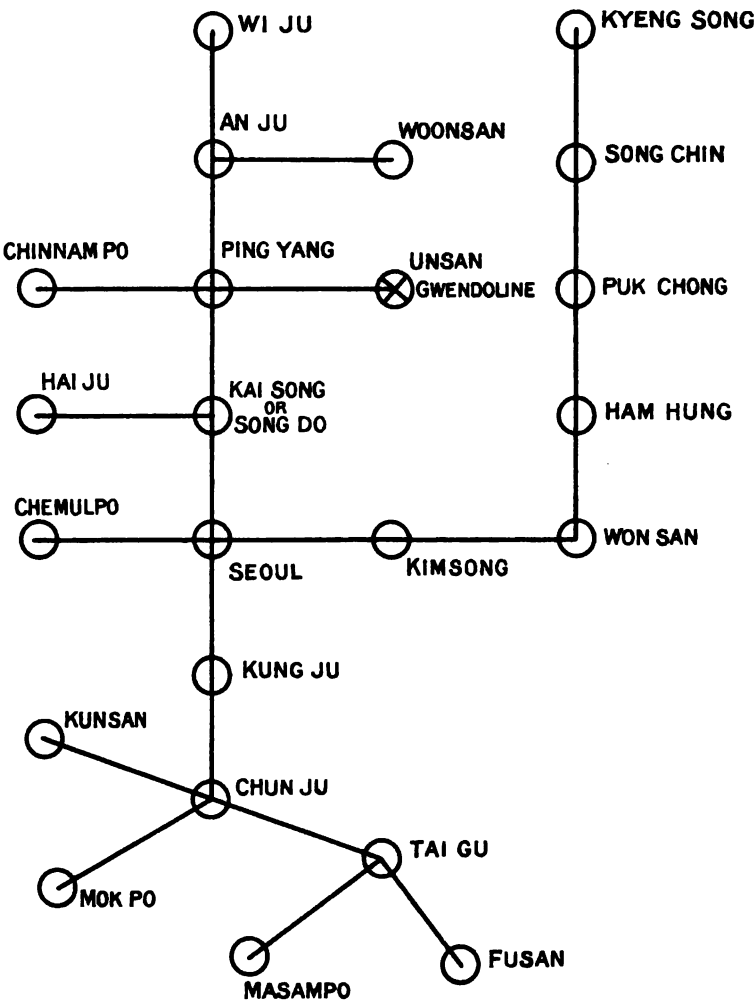 WI JU
KYENG SONG
AN JU
WOONSAN
SONG CHIN
CHINNAM PO
PING YANG
UNSAN
GWENDOLINE
PUK CHONG
HAI JU
KAI SONG
OR
SONG DO
HAM HUNG
CHEMULPO
SEOUL
KIMSONG
WON SAN
KUNG JU
KUNSAN
CHUN JU
TAI GU
MOK PO
MASAMPO
FUSAN